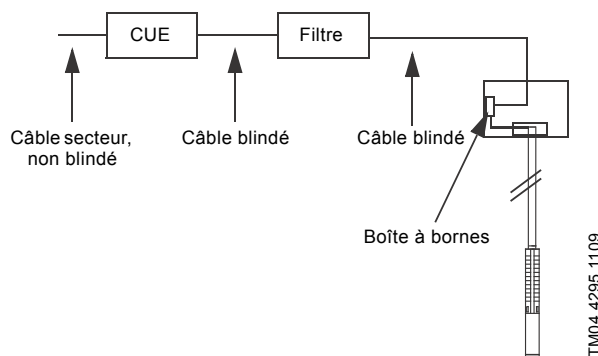 CUE
Filtre
Câble secteur,
non blindé
Câble blindé
Câble blindé
Boîte à bornes
TM04 4295 1109